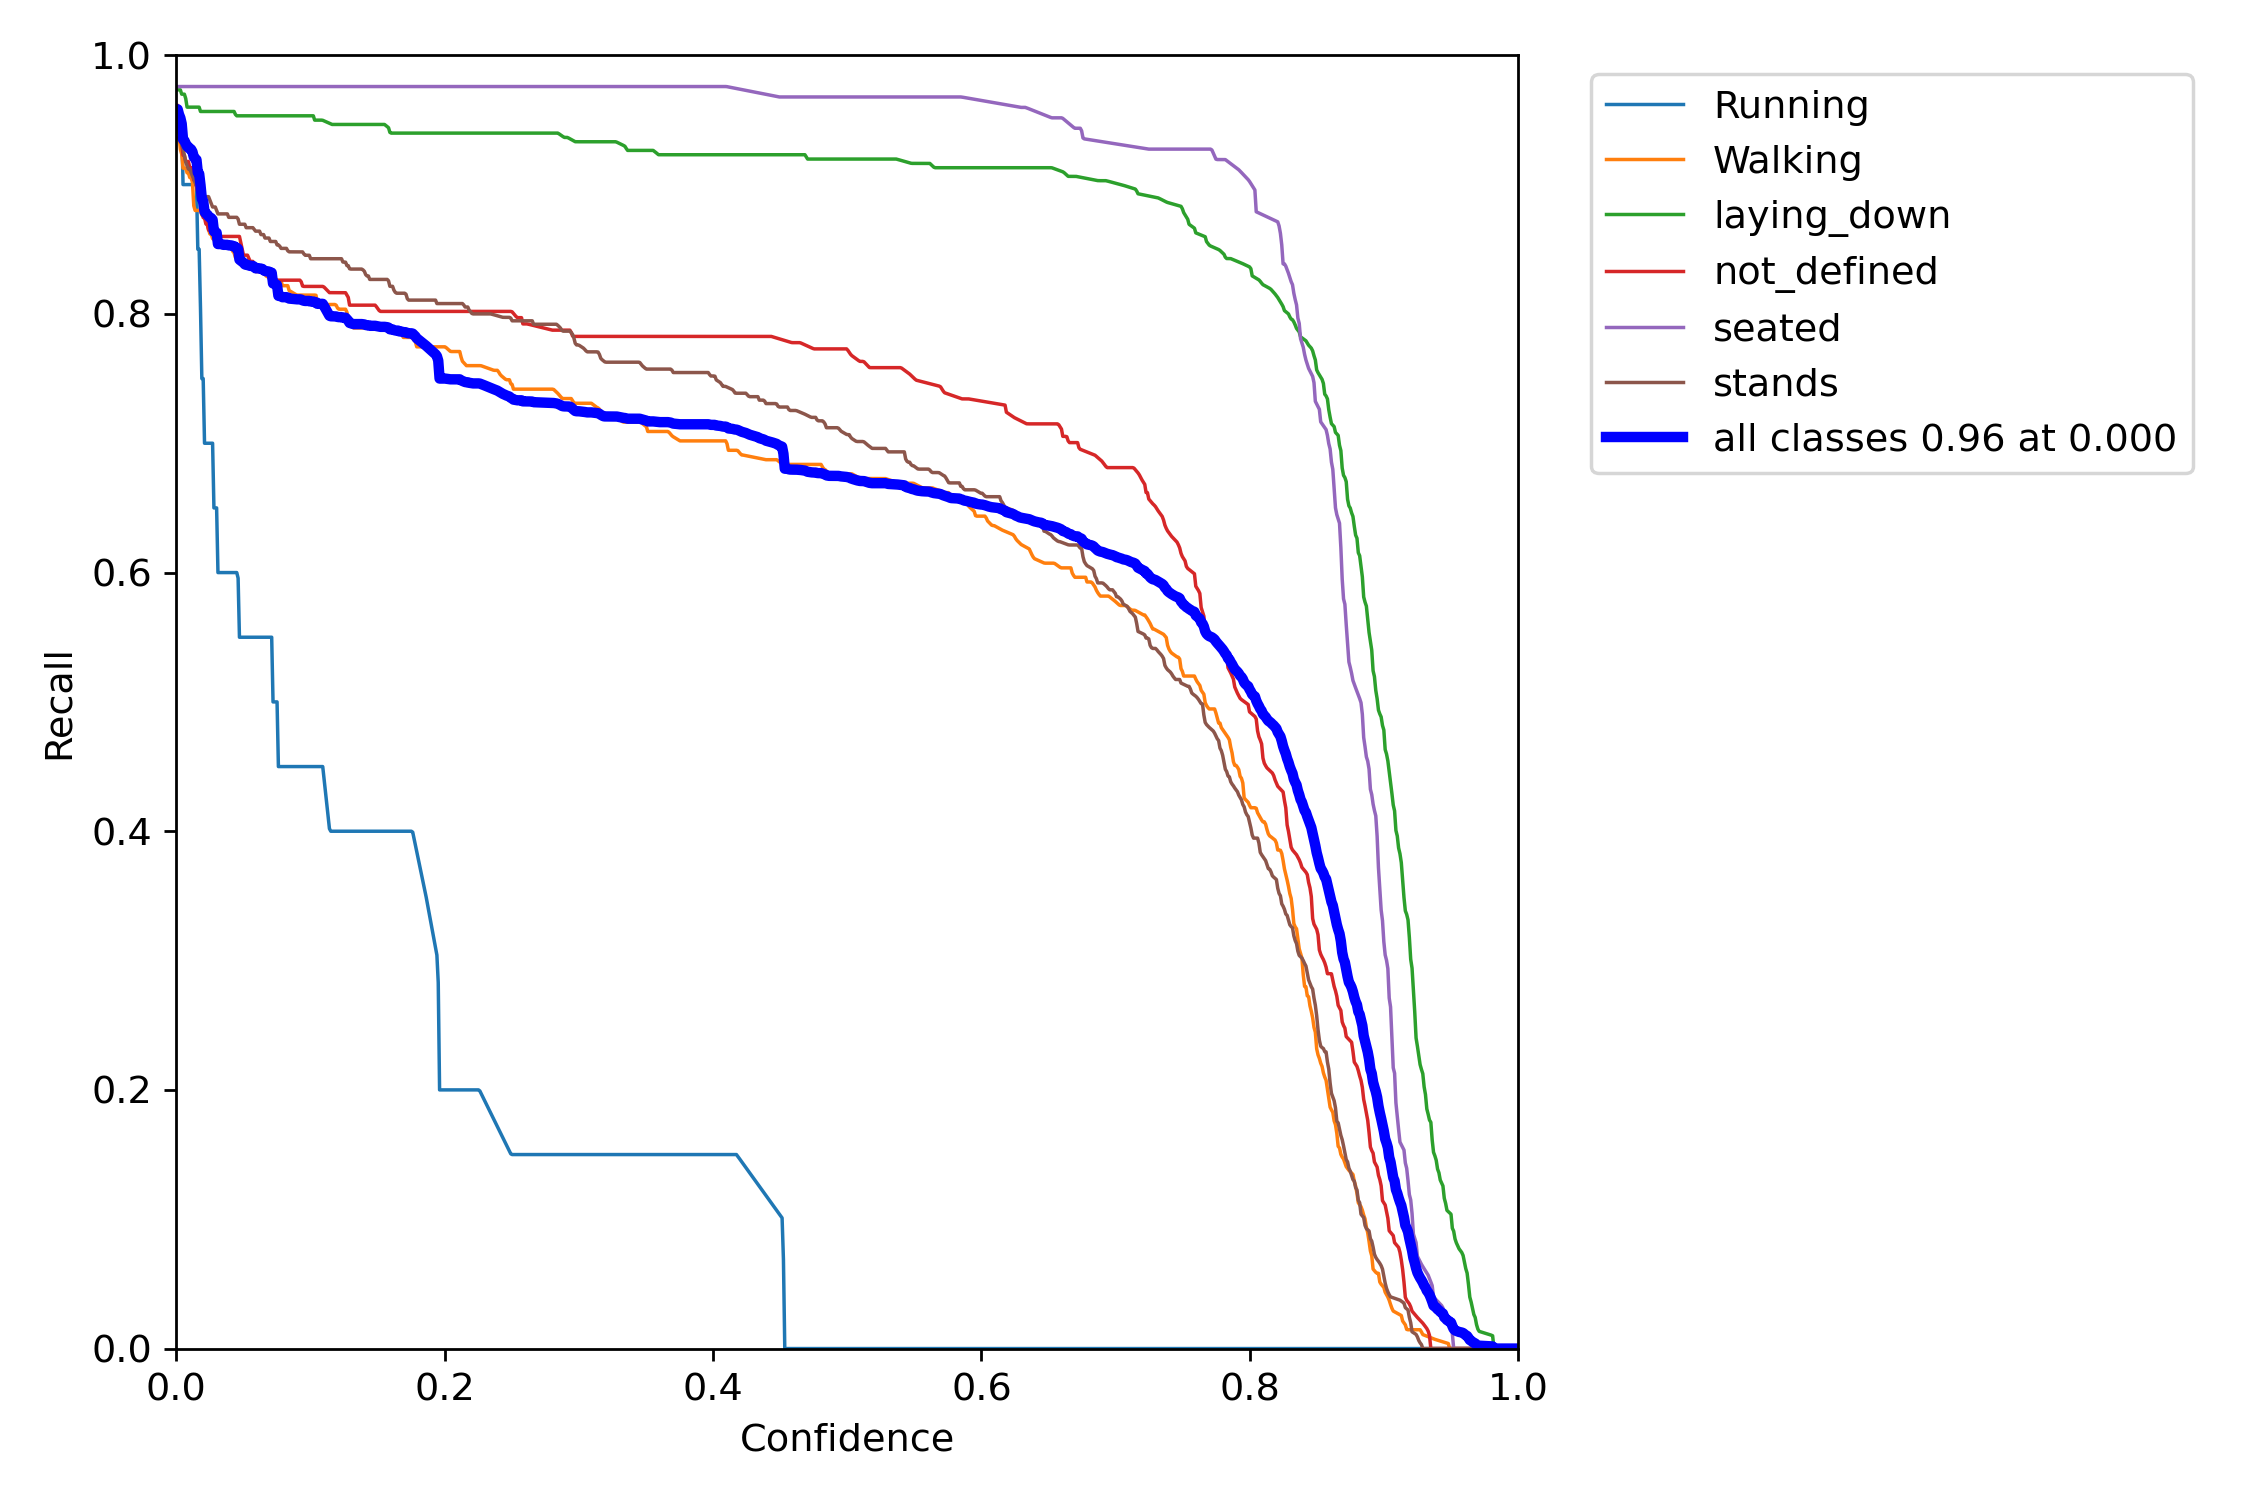 1.0
0.8
0.6
0.4
0.2
0.0
Recall
0.0 0.2 0.4 0.6 0.8 1.0
Confidence
Running
Walking
laying_down
not_defined
seated
stands
all classes 0.96 at 0.000